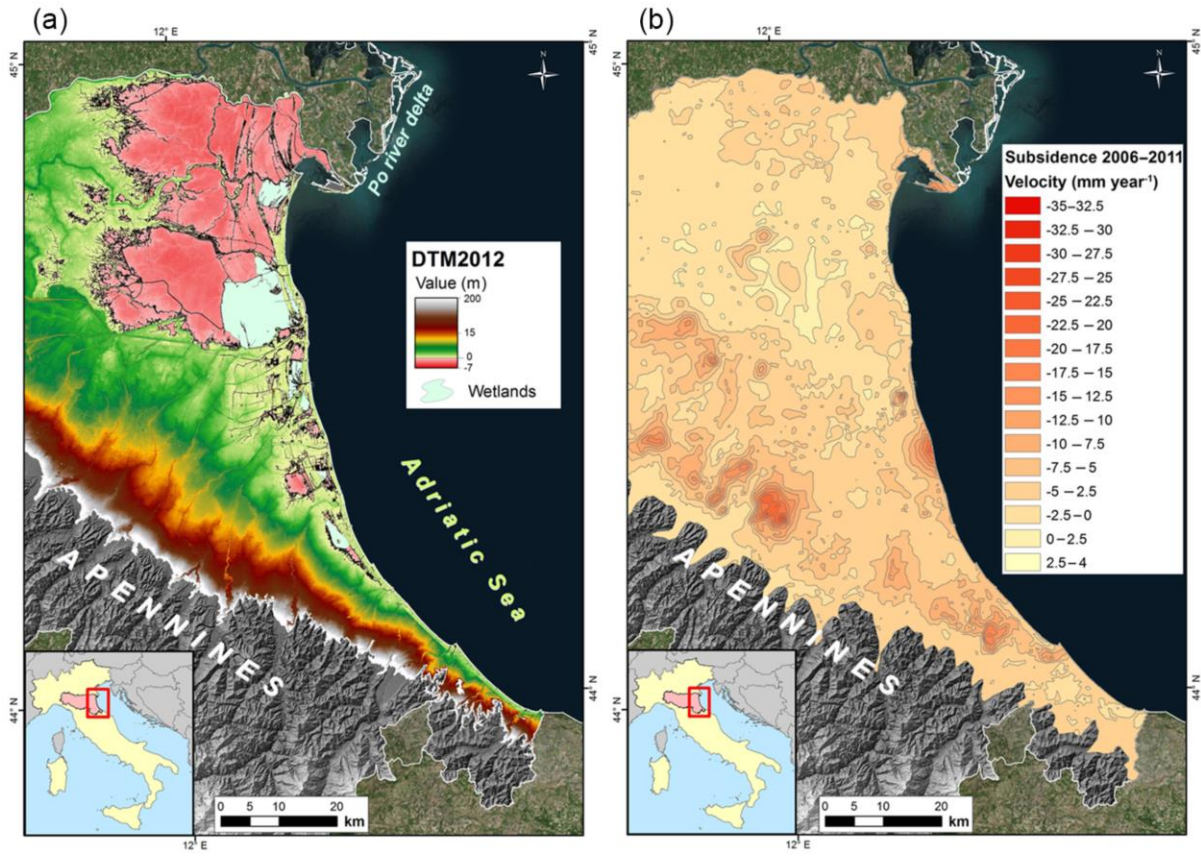 (a)
12° E
45° N
45° N
N
Po river delta
DTM2012
Value (m)
200
15
0
-7
Wetlands
Adriatic Sea
APENNINES
44° N
44° N
0 5 10 20
km
12° E
(b)
12° E
45° N
45° N
N
Subsidence 2006–2011
Velocity (mm year-1)
-35–32.5
-32.5 – 30
-30 – 27.5
-27.5 – 25
-25 – 22.5
-22.5 – 20
-20 – 17.5
-17.5 – 15
-15 – 12.5
-12.5 – 10
-10 – 7.5
-7.5 – 5
-5 – 2.5
-2.5 – 0
0 – 2.5
2.5 – 4
APENNINES
44° N
44° N
0 5 10 20
km
12° E